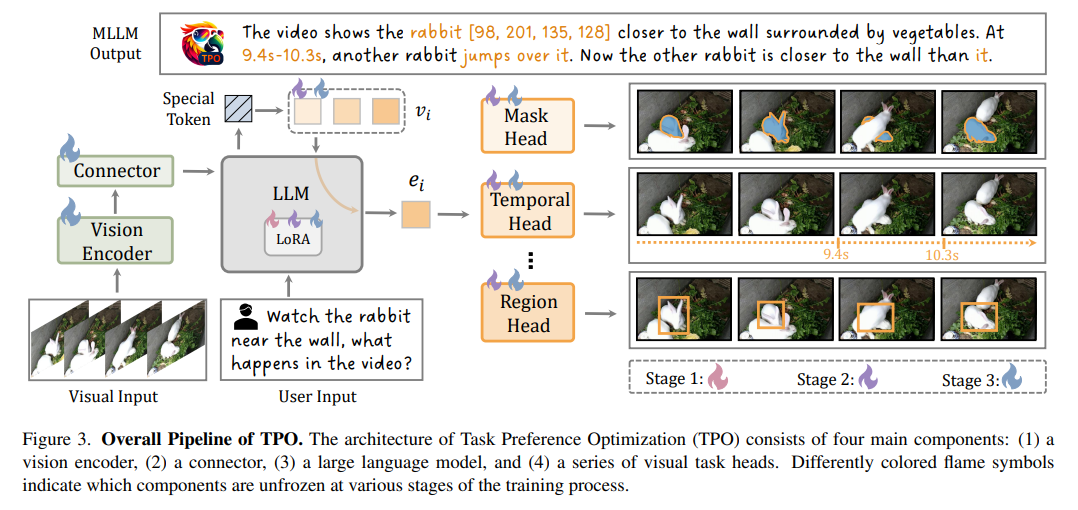 MLLM
Output
TPO
The video shows the rabbit [98, 201, 135, 128] closer to the wall surrounded by vegetables. At
9.4s-10.3s, another rabbit jumps over it. Now the other rabbit is closer to the wall than it.
Special
Token
v_i
Connector
Vision
Encoder
LLM
LoRA
e_i
Mask
Head
Temporal
Head
9.4s
10.3s
Region
Head
Watch the rabbit
near the wall, what
happens in the video?
Visual Input
User Input
Stage 1:
Stage 2:
Stage 3:
Figure 3. Overall Pipeline of TPO. The architecture of Task Preference Optimization (TPO) consists of four main components: (1) a
vision encoder, (2) a connector, (3) a large language model, and (4) a series of visual task heads. Differently colored flame symbols
indicate which components are unfrozen at various stages of the training process.